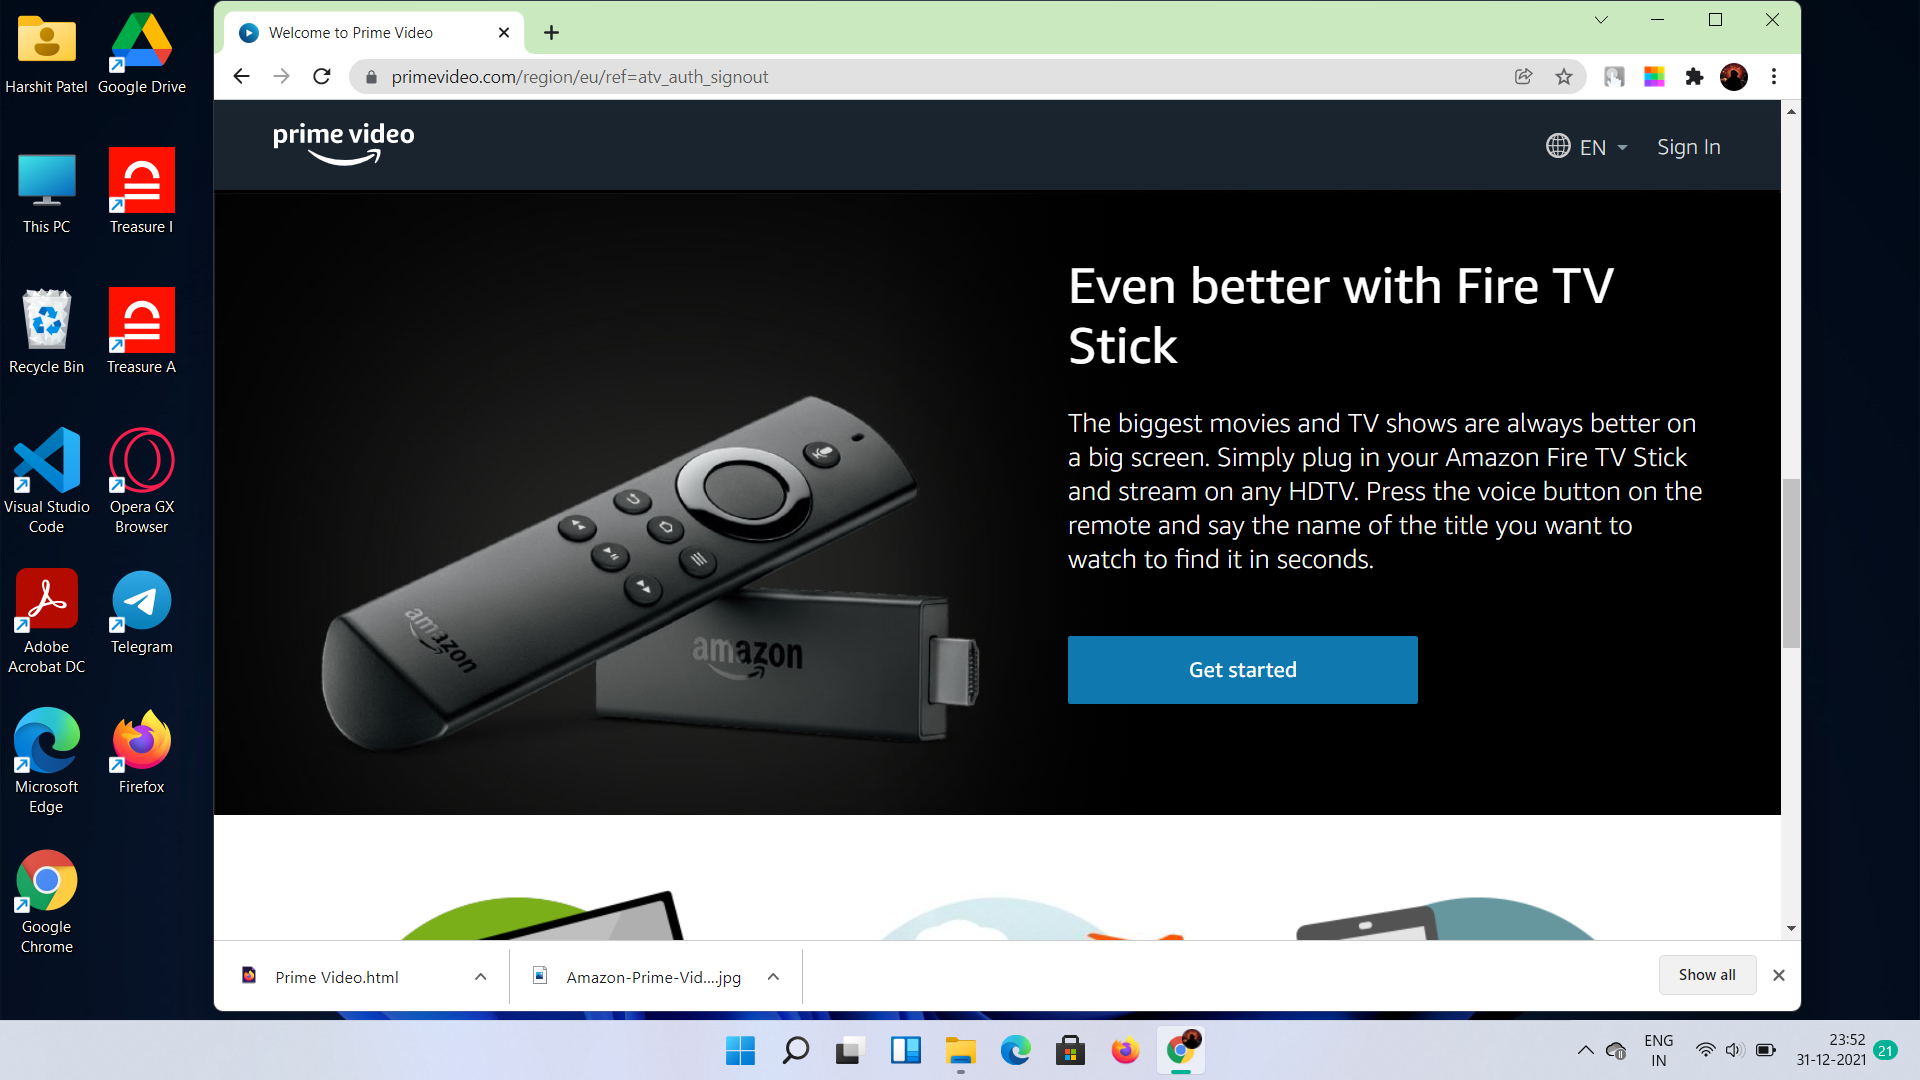 Harshit Patel
Google Drive
This PC
Treasure I
Recycle Bin
Treasure A
Visual Studio
Code
Opera GX
Browser
Adobe
Acrobat DC
Telegram
Microsoft
Edge
Firefox
Google
Chrome
Welcome to Prime Video
primevideo.com/region/eu/ref=atv_auth_signout
prime video
EN
Sign In
Even better with Fire TV
Stick
The biggest movies and TV shows are always better on
a big screen. Simply plug in your Amazon Fire TV Stick
and stream on any HDTV. Press the voice button on the
remote and say the name of the title you want to
watch to find it in seconds.
Get started
amazon
amazon
Prime Video.html
Amazon-Prime-Vid....jpg
Show all
ENG
IN
23:52
31-12-2021
21